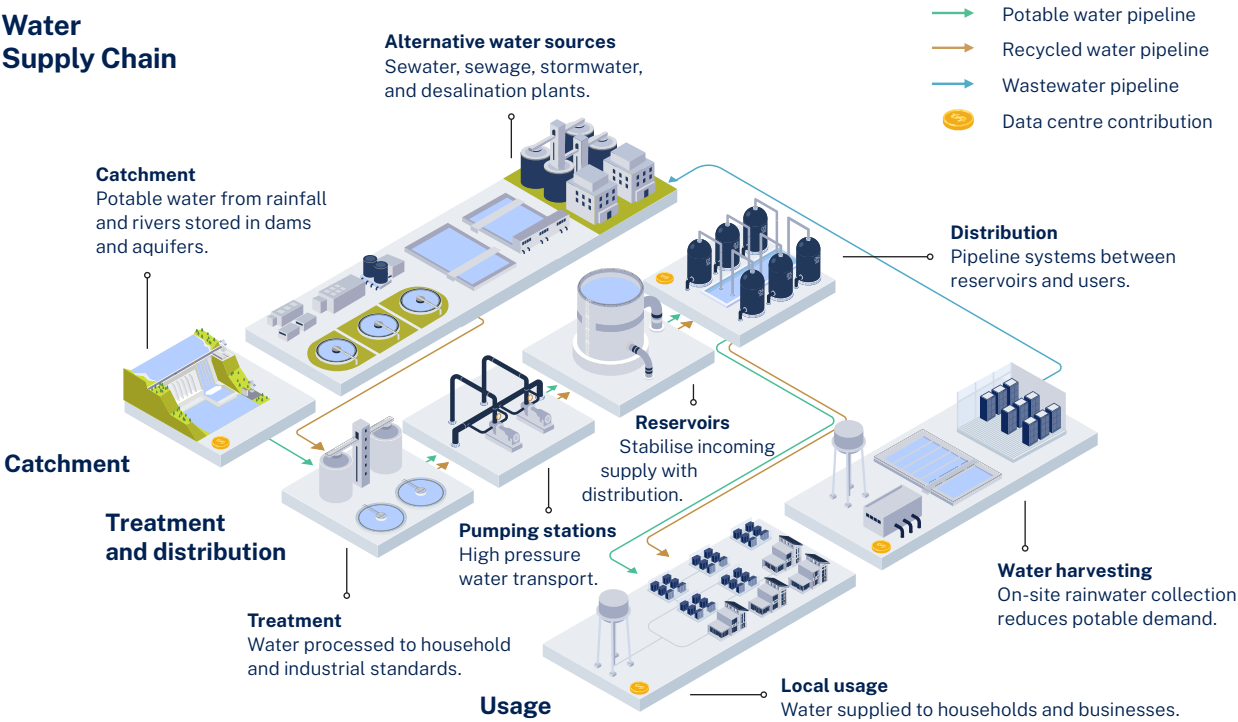 Water
Supply Chain
Potable water pipeline
Recycled water pipeline
Wastewater pipeline
Data centre contribution
Alternative water sources
Sewater, sewage, stormwater,
and desalination plants.
Catchment
Potable water from rainfall
and rivers stored in dams
and aquifers.
Distribution
Pipeline systems between
reservoirs and users.
Catchment
Reservoirs
Stabilise incoming
supply with
distribution.
Treatment
and distribution
Pumping stations
High pressure
water transport.
Water harvesting
On-site rainwater collection
reduces potable demand.
Treatment
Water processed to household
and industrial standards.
Usage
Local usage
Water supplied to households and businesses.